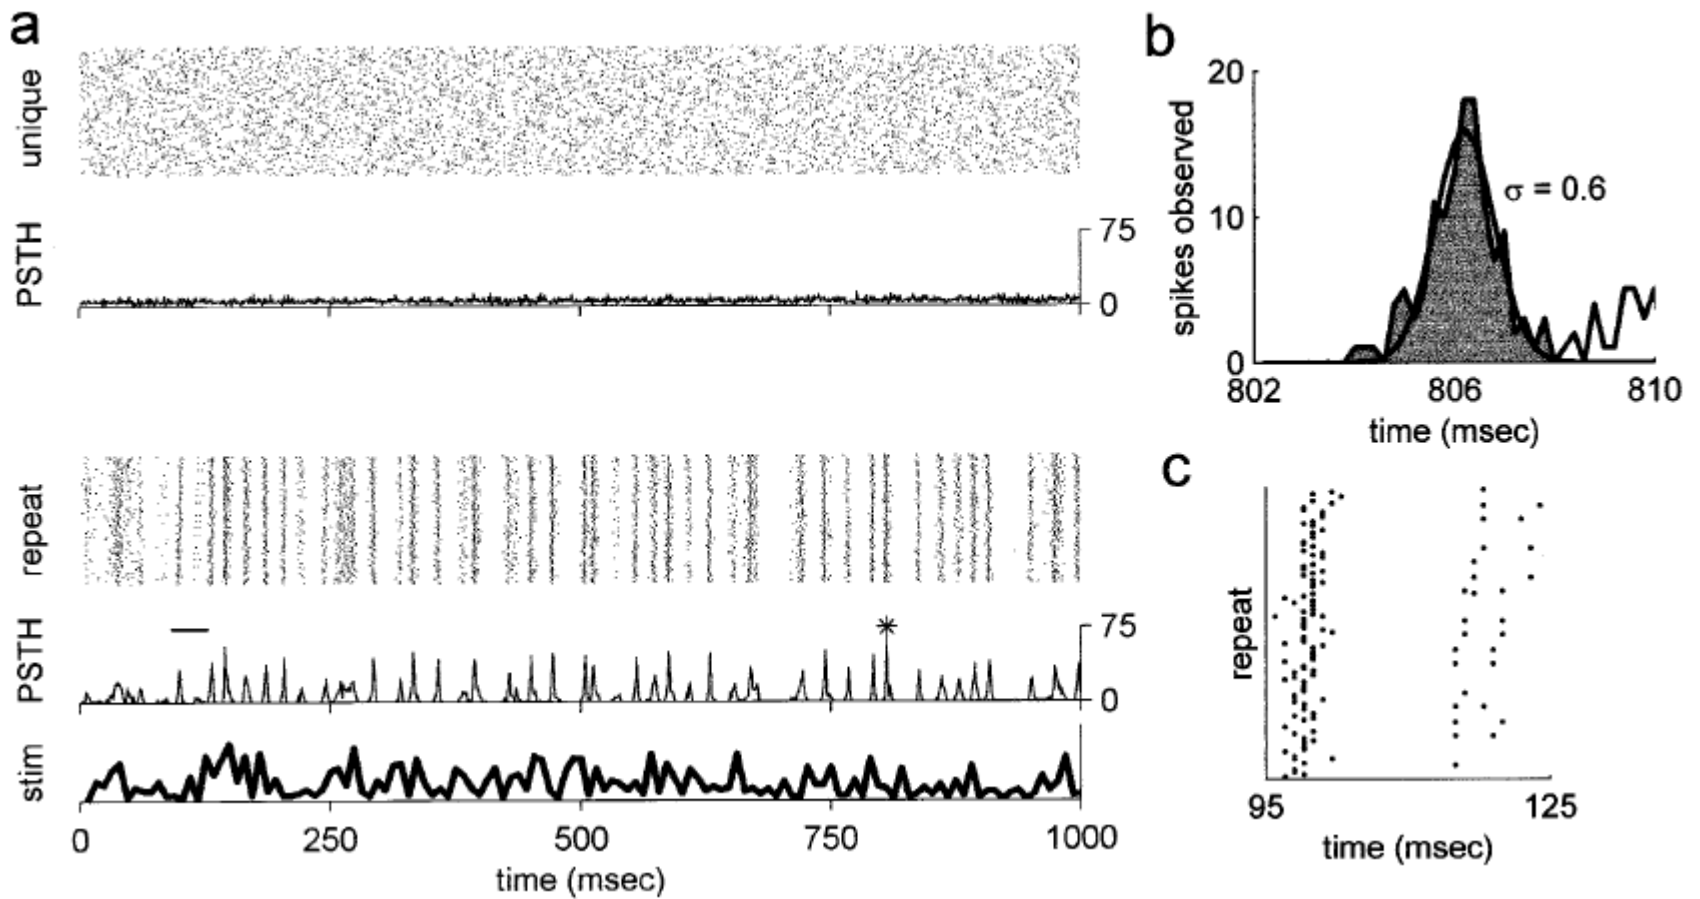 a
unique
PSTH
75
0
repeat
PSTH
*
75
0
stim
0 250 500 750 1000
time (msec)
b
spikes observed
20
10
0
σ = 0.6
802 806 810
time (msec)
c
repeat
95 125
time (msec)